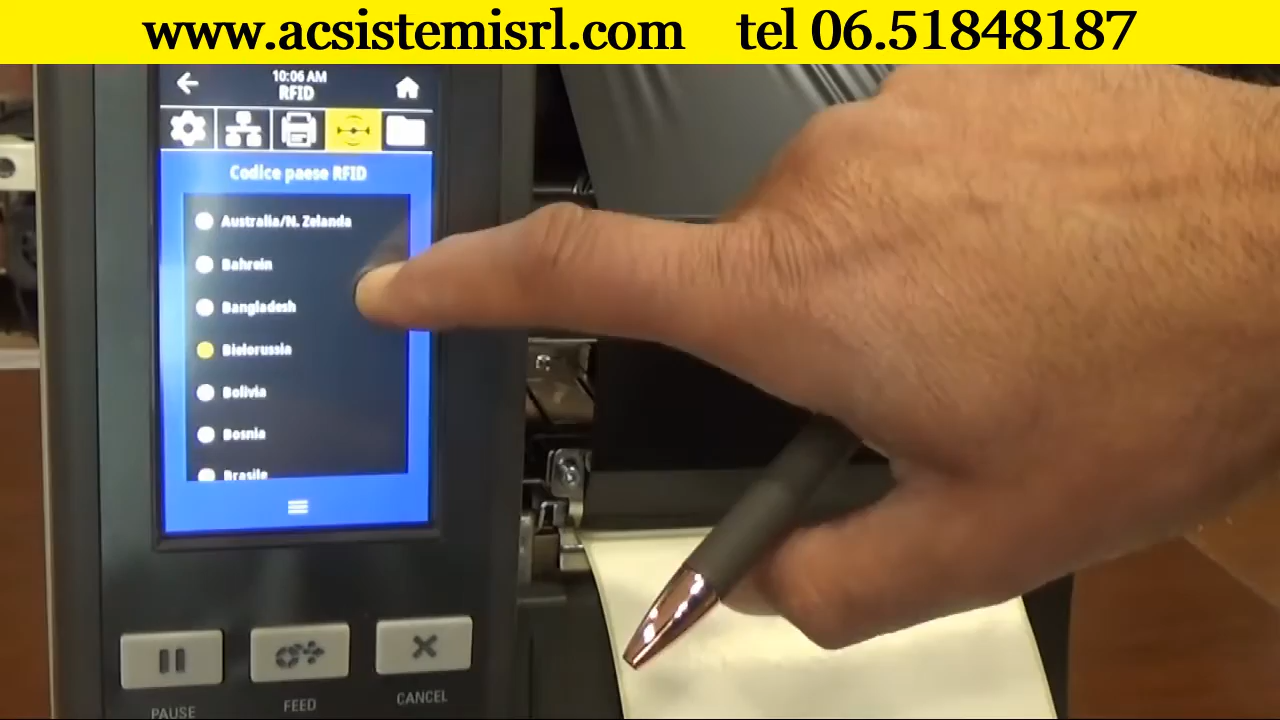 www.acsistemisrl.com tel 06.51848187
10:06 AM
RFID
Codice paese RFID
Australia/N. Zelanda
Bahrein
Bangladesh
Bielorussia
Bolivia
Bosnia
Brasile
PAUSE
FEED
CANCEL